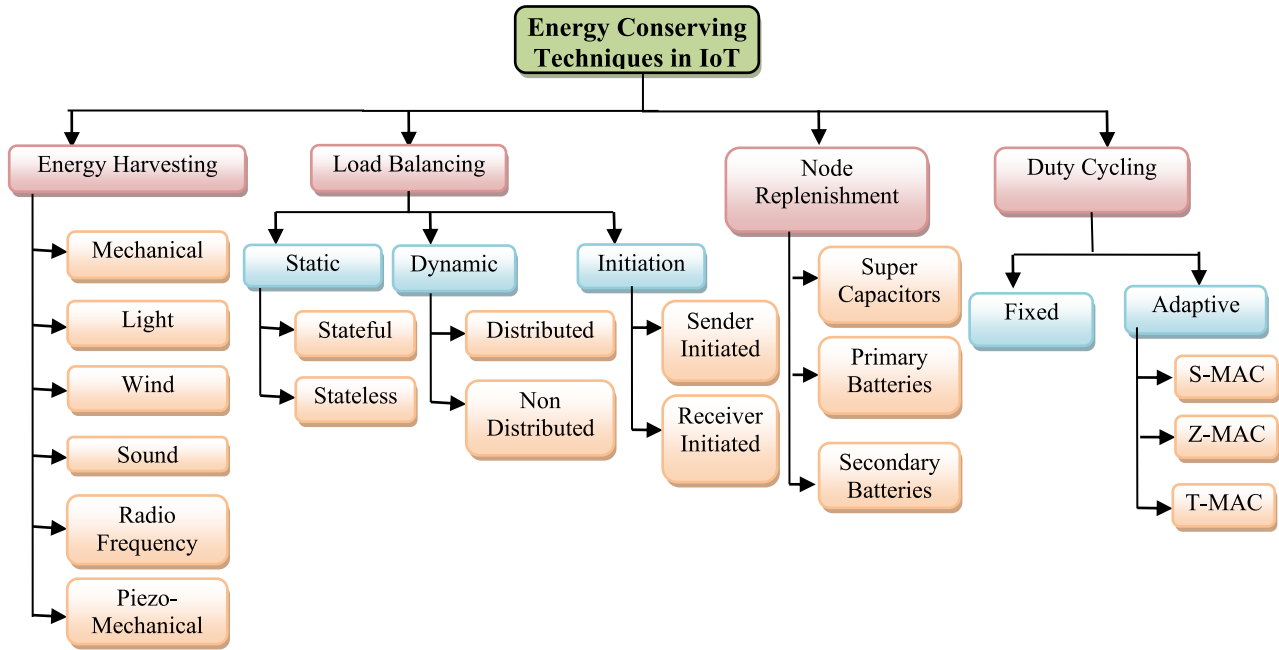 Energy Conserving
Techniques in IoT
Energy Harvesting
Mechanical
Light
Wind
Sound
Radio
Frequency
Piezo-
Mechanical
Load Balancing
Static
Stateful
Stateless
Dynamic
Distributed
Non
Distributed
Initiation
Sender
Initiated
Receiver
Initiated
Node
Replenishment
Super
Capacitors
Primary
Batteries
Secondary
Batteries
Duty Cycling
Fixed
Adaptive
S-MAC
Z-MAC
T-MAC